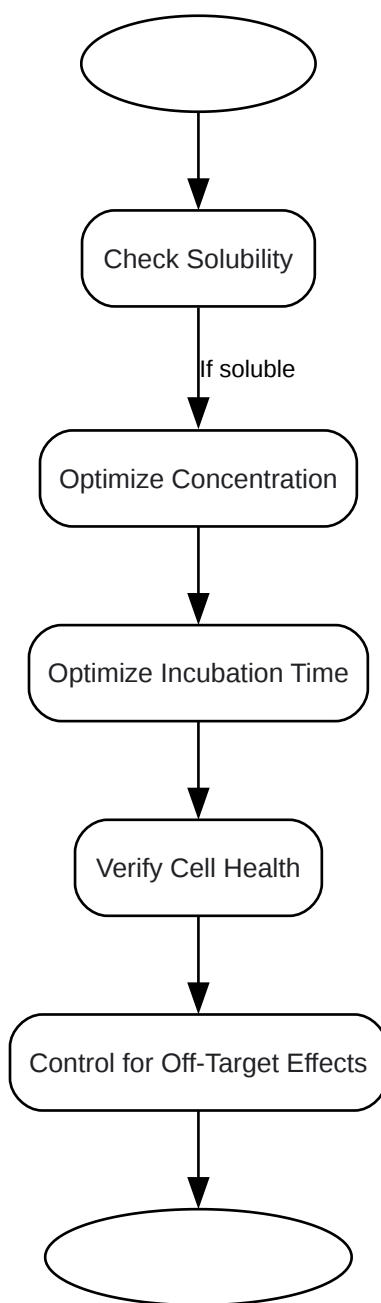 Check Solubility
If soluble
Optimize Concentration
Optimize Incubation Time
Verify Cell Health
Control for Off-Target Effects